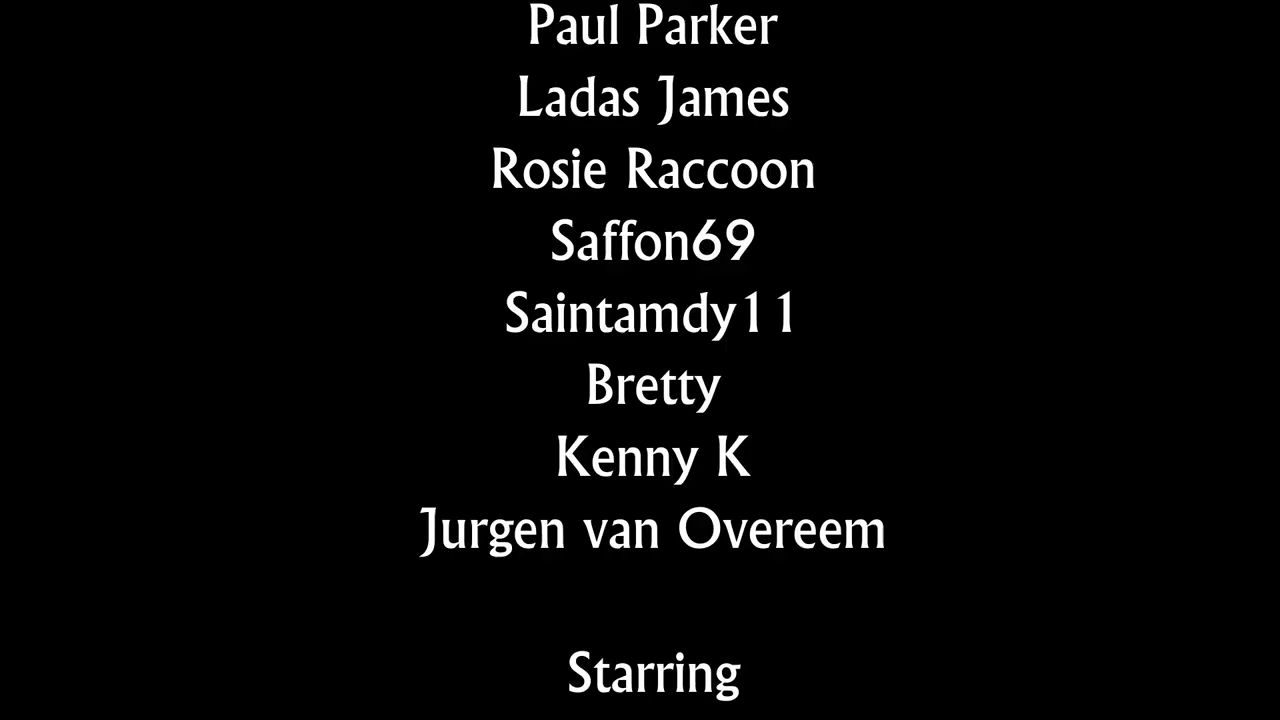 Paul Parker
Ladas James
Rosie Raccoon
Saffon69
Saintamdy11
Bretty
Kenny K
Jurgen van Overeem
Starring